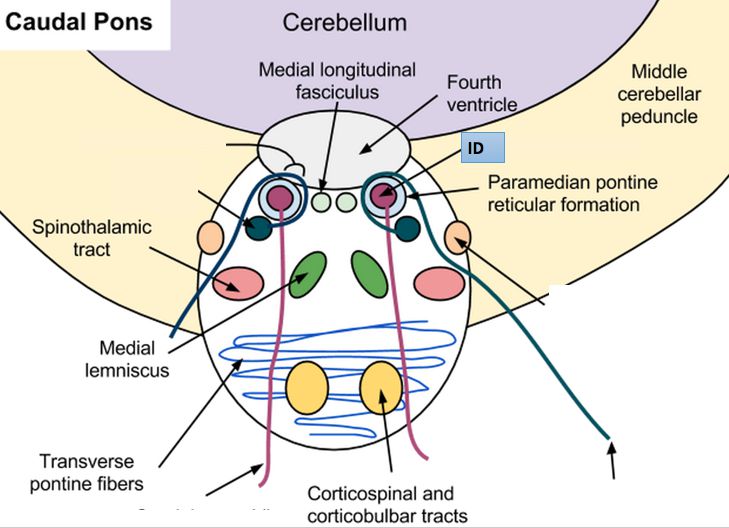 Caudal Pons
Cerebellum
Medial longitudinal
fasciculus
Fourth
ventricle
Middle
cerebellar
peduncle
ID
Paramedian pontine
reticular formation
Spinothalamic
tract
Medial
lemniscus
Transverse
pontine fibers
Corticospinal and
corticobulbar tracts